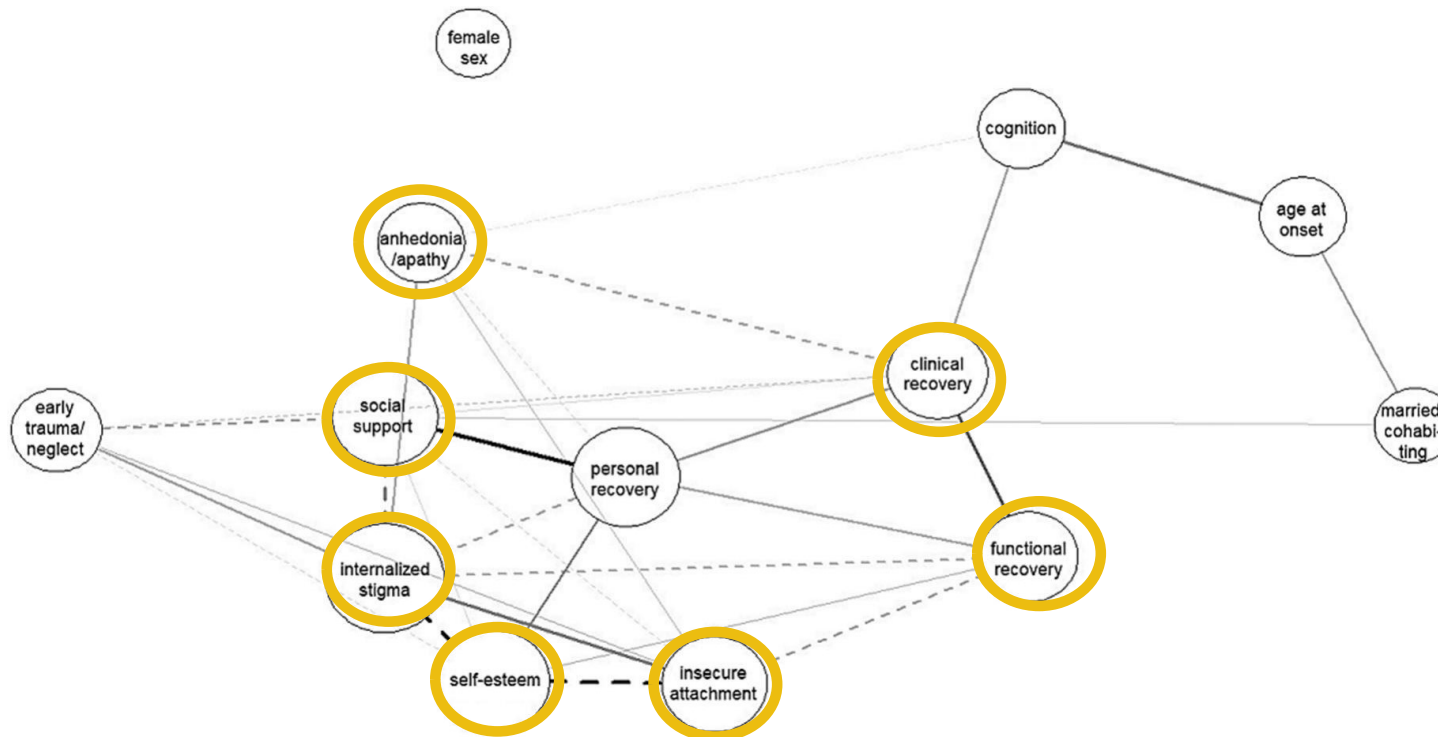 female
sex
cognition
age at
onset
anhedonia
/apathy
clinical
recovery
early
trauma/
neglect
social
support
married/
cohabi-
ting
personal
recovery
internalized
stigma
functional
recovery
self-esteem
insecure
attachment